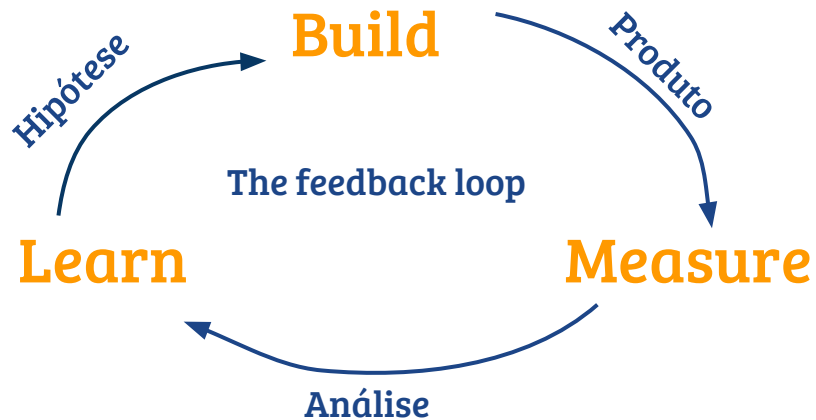 Build
Produto
Hipótese
The feedback loop
Learn
Measure
Análise